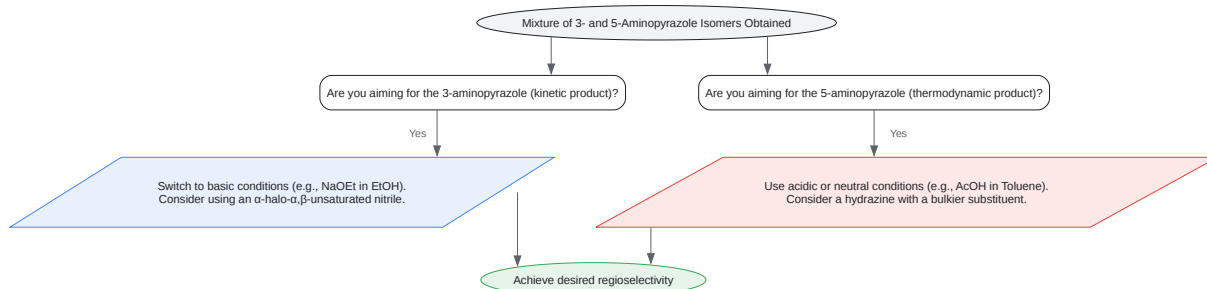 Mixture of 3- and 5-Aminopyrazole Isomers Obtained
Are you aiming for the 3-aminopyrazole (kinetic product)?
Are you aiming for the 5-aminopyrazole (thermodynamic product)?
Yes
Yes
Switch to basic conditions (e.g., NaOEt in EtOH).
Consider using an α-halo-α,β-unsaturated nitrile.
Use acidic or neutral conditions (e.g., AcOH in Toluene).
Consider a hydrazine with a bulkier substituent.
Achieve desired regioselectivity